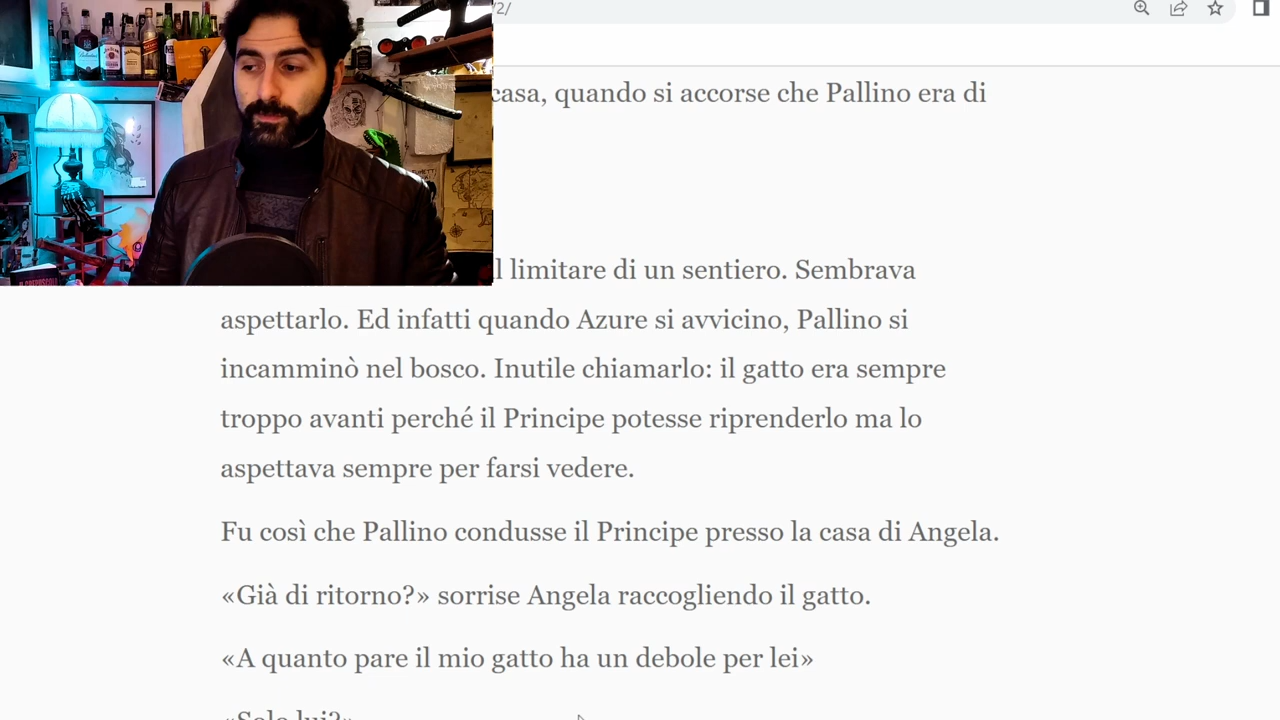 /2/
casa, quando si accorse che Pallino era di
l limitare di un sentiero. Sembrava
aspettarlo. Ed infatti quando Azure si avvicino, Pallino si
incamminò nel bosco. Inutile chiamarlo: il gatto era sempre
troppo avanti perché il Principe potesse riprenderlo ma lo
aspettava sempre per farsi vedere.
Fu così che Pallino condusse il Principe presso la casa di Angela.
«Già di ritorno?» sorrise Angela raccogliendo il gatto.
«A quanto pare il mio gatto ha un debole per lei»
«Solo lui?»